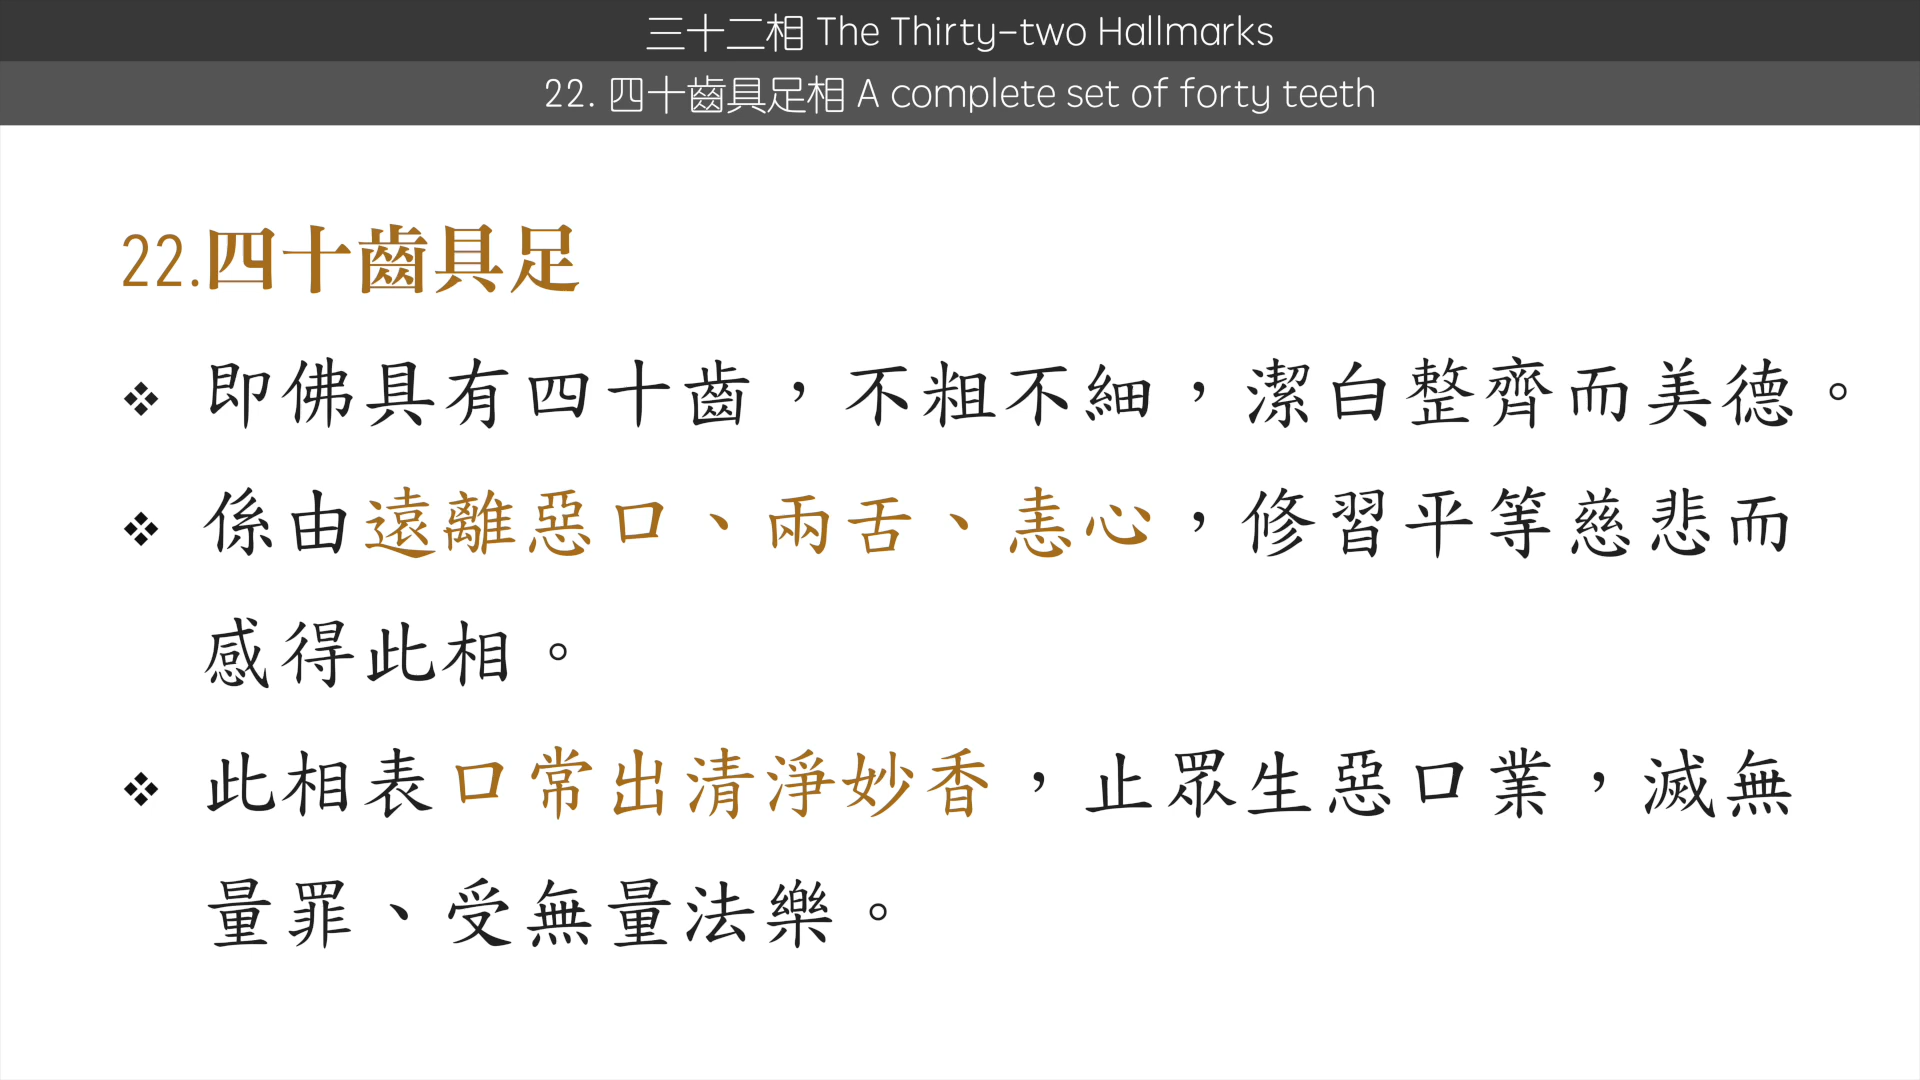 三十二相 The Thirty-two Hallmarks
22. 四十齒具足相 A complete set of forty teeth
22.四十齒具足
❖ 即佛具有四十齒，不粗不細，潔白整齊而美德。
❖ 係由遠離惡口、兩舌、恚心，修習平等慈悲而
感得此相。
❖ 此相表口常出清淨妙香，止眾生惡口業，滅無
量罪、受無量法樂。